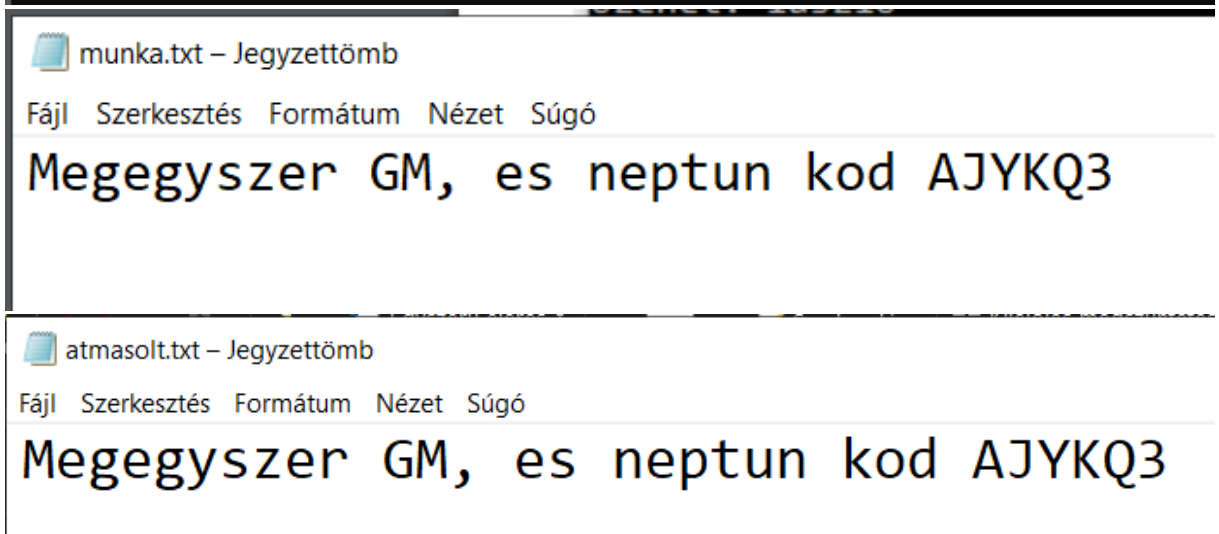 munka.txt – Jegyzettömb
Fájl Szerkesztés Formátum Nézet Súgó
Megegyszer GM, es neptun kod AJYKQ3
atmasolt.txt – Jegyzettömb
Fájl Szerkesztés Formátum Nézet Súgó
Megegyszer GM, es neptun kod AJYKQ3